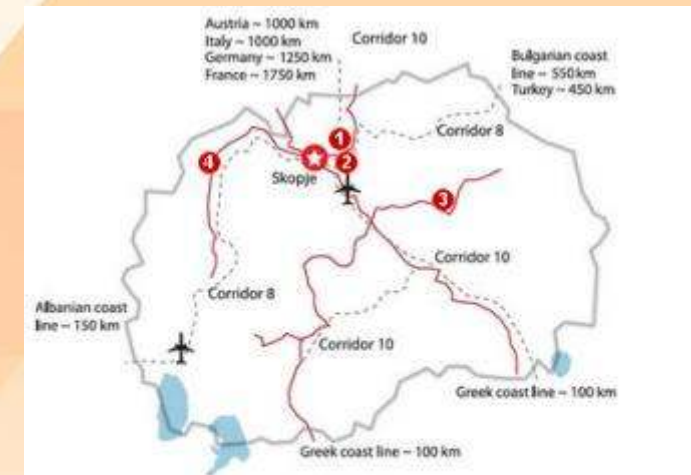 Austria ~ 1000 km
Italy ~ 1000 km
Germany ~ 1250 km
France ~ 1750 km
Corridor 10
Bulgarian coast
line ~ 550 km
Turkey ~ 450 km
Corridor 8
1
2
4
Skopje
3
Corridor 10
Corridor 8
Albanian coast
line ~ 150 km
Corridor 10
Greek coast line ~ 100 km
Greek coast line ~ 100 km